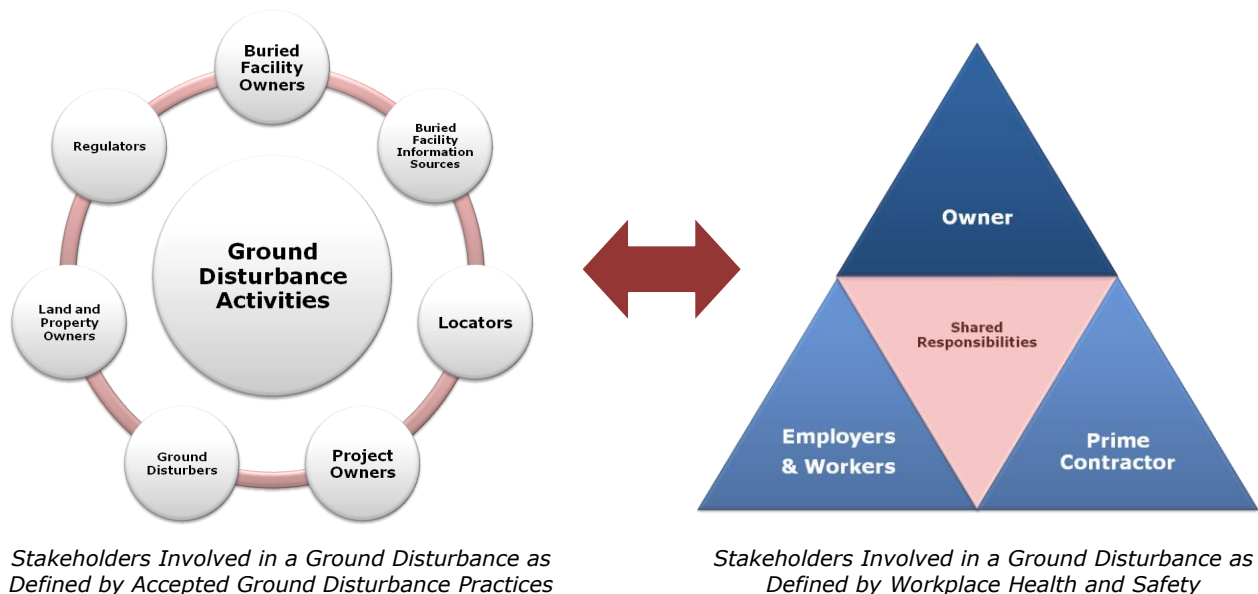 Buried
Facility
Owners
Buried
Facility
Information
Sources
Locators
Project
Owners
Ground
Disturbers
Land and
Property
Owners
Regulators
Ground
Disturbance
Activities
Stakeholders Involved in a Ground Disturbance as
Defined by Accepted Ground Disturbance Practices
Owner
Shared
Responsibilities
Employers
& Workers
Prime
Contractor
Stakeholders Involved in a Ground Disturbance as
Defined by Workplace Health and Safety